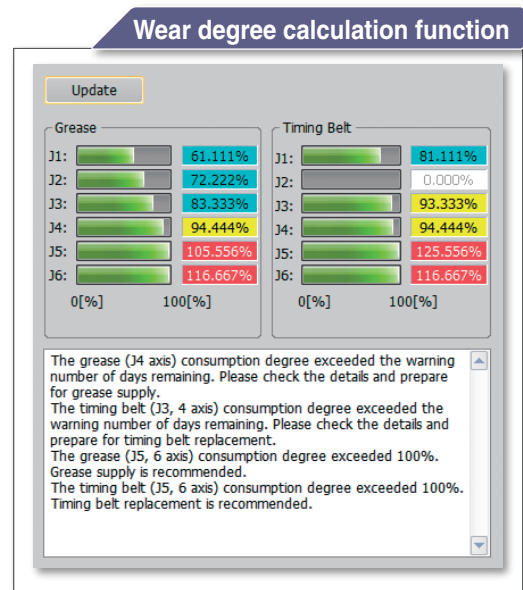 Wear degree calculation function
Update
Grease
J1: 61.111%
J2: 72.222%
J3: 83.333%
J4: 94.444%
J5: 105.556%
J6: 116.667%
0[%] 100[%]
Timing Belt
J1: 81.111%
J2: 0.000%
J3: 93.333%
J4: 94.444%
J5: 125.556%
J6: 116.667%
0[%] 100[%]
The grease (J4 axis) consumption degree exceeded the warning
number of days remaining. Please check the details and prepare
for grease supply.
The timing belt (J3, 4 axis) consumption degree exceeded the
warning number of days remaining. Please check the details and
prepare for timing belt replacement.
The grease (J5, 6 axis) consumption degree exceeded 100%.
Grease supply is recommended.
The timing belt (J5, 6 axis) consumption degree exceeded 100%.
Timing belt replacement is recommended.